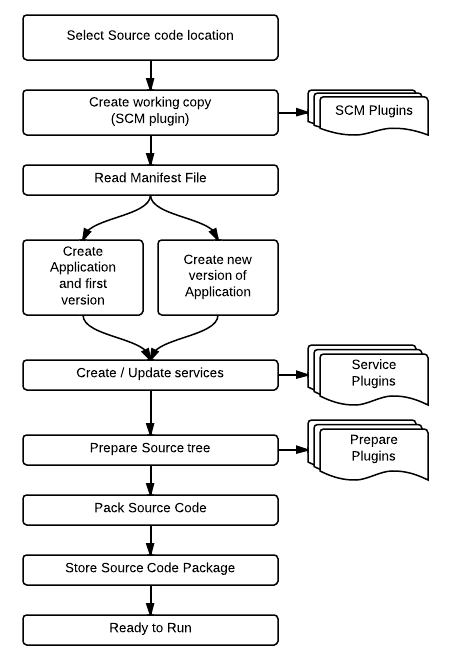 Select Source code location
Create working copy
(SCM plugin)
SCM Plugins
Read Manifest File
Create
Application
and first
version
Create new
version of
Application
Create / Update services
Service
Plugins
Prepare Source tree
Prepare
Plugins
Pack Source Code
Store Source Code Package
Ready to Run